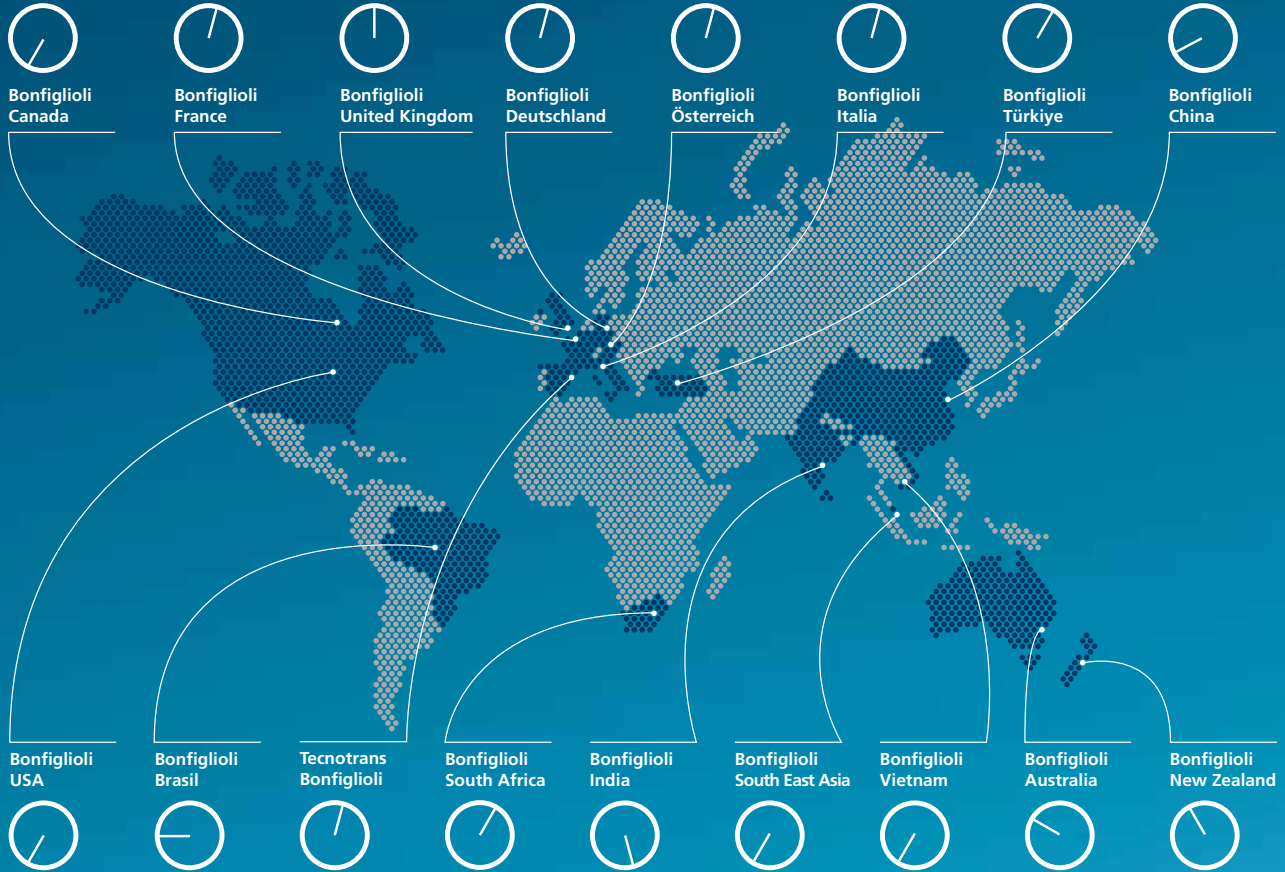 Bonfiglioli
Canada
Bonfiglioli
France
Bonfiglioli
United Kingdom
Bonfiglioli
Deutschland
Bonfiglioli
Österreich
Bonfiglioli
Italia
Bonfiglioli
Türkiye
Bonfiglioli
China
Bonfiglioli
USA
Bonfiglioli
Brasil
Tecnotrans
Bonfiglioli
Bonfiglioli
South Africa
Bonfiglioli
India
Bonfiglioli
South East Asia
Bonfiglioli
Vietnam
Bonfiglioli
Australia
Bonfiglioli
New Zealand